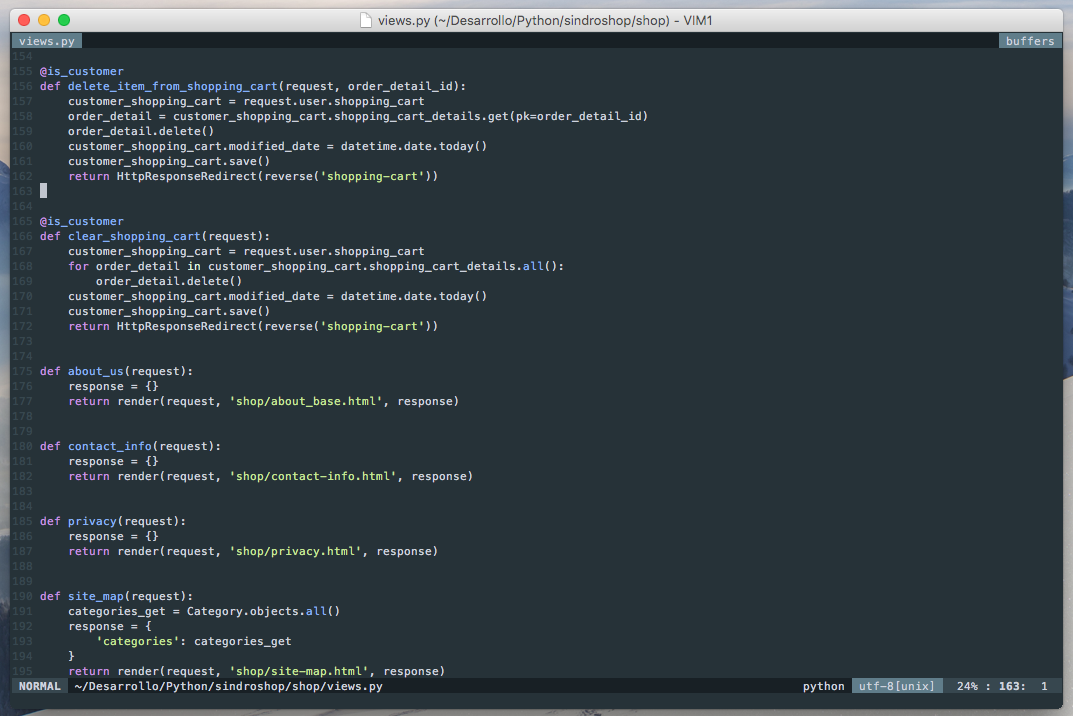 views.py (~/Desarrollo/Python/sindroshop/shop) - VIM1
views.py buffers
154
155 @is_customer
156 def delete_item_from_shopping_cart(request, order_detail_id):
157     customer_shopping_cart = request.user.shopping_cart
158     order_detail = customer_shopping_cart.shopping_cart_details.get(pk=order_detail_id)
159     order_detail.delete()
160     customer_shopping_cart.modified_date = datetime.date.today()
161     customer_shopping_cart.save()
162     return HttpResponseRedirect(reverse('shopping-cart'))
163
164
165 @is_customer
166 def clear_shopping_cart(request):
167     customer_shopping_cart = request.user.shopping_cart
168     for order_detail in customer_shopping_cart.shopping_cart_details.all():
169         order_detail.delete()
170     customer_shopping_cart.modified_date = datetime.date.today()
171     customer_shopping_cart.save()
172     return HttpResponseRedirect(reverse('shopping-cart'))
173
174
175 def about_us(request):
176     response = {}
177     return render(request, 'shop/about_base.html', response)
178
179
180 def contact_info(request):
181     response = {}
182     return render(request, 'shop/contact-info.html', response)
183
184
185 def privacy(request):
186     response = {}
187     return render(request, 'shop/privacy.html', response)
188
189
190 def site_map(request):
191     categories_get = Category.objects.all()
192     response = {
193         'categories': categories_get
194     }
195     return render(request, 'shop/site-map.html', response)
NORMAL ~/Desarrollo/Python/sindroshop/shop/views.py python utf-8[unix] 24% : 163: 1